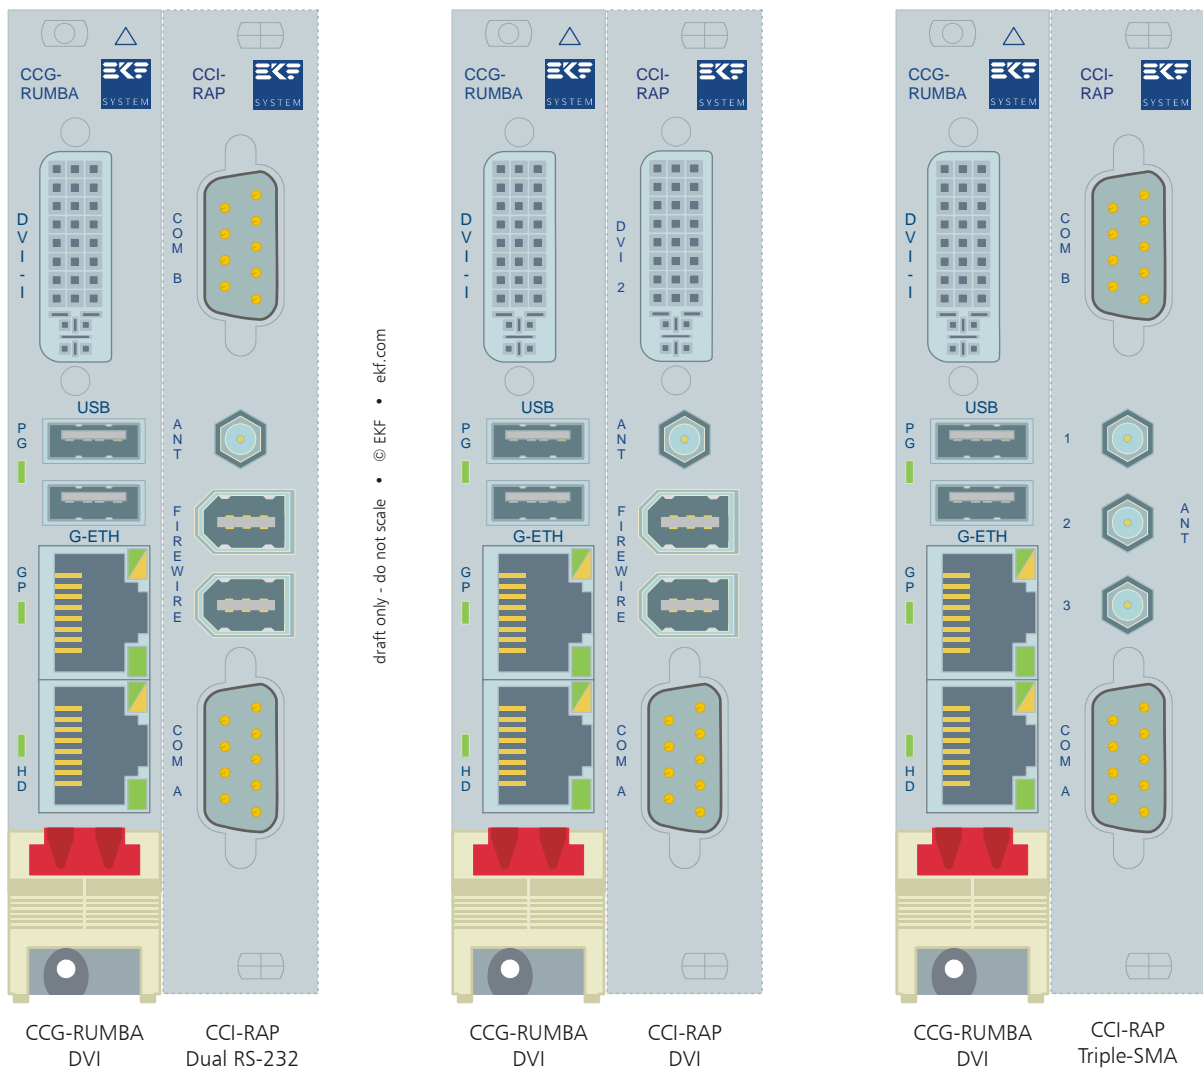 CCG-
RUMBA
EKF
SYSTEM
CCI-
RAP
EKF
SYSTEM
DVI-I
COM B
USB
PG
ANT
G-ETH
FIREWIRE
GP
HD
COM A
CCG-RUMBA
DVI
CCI-RAP
Dual RS-232
draft only - do not scale • © EKF • ekf.com
CCG-
RUMBA
EKF
SYSTEM
CCI-
RAP
EKF
SYSTEM
DVI-I
DVI 2
USB
PG
ANT
G-ETH
FIREWIRE
GP
HD
COM A
CCG-RUMBA
DVI
CCI-RAP
DVI
CCG-
RUMBA
EKF
SYSTEM
CCI-
RAP
EKF
SYSTEM
DVI-I
COM B
USB
PG
1
2
ANT
3
G-ETH
GP
HD
COM A
CCG-RUMBA
DVI
CCI-RAP
Triple-SMA